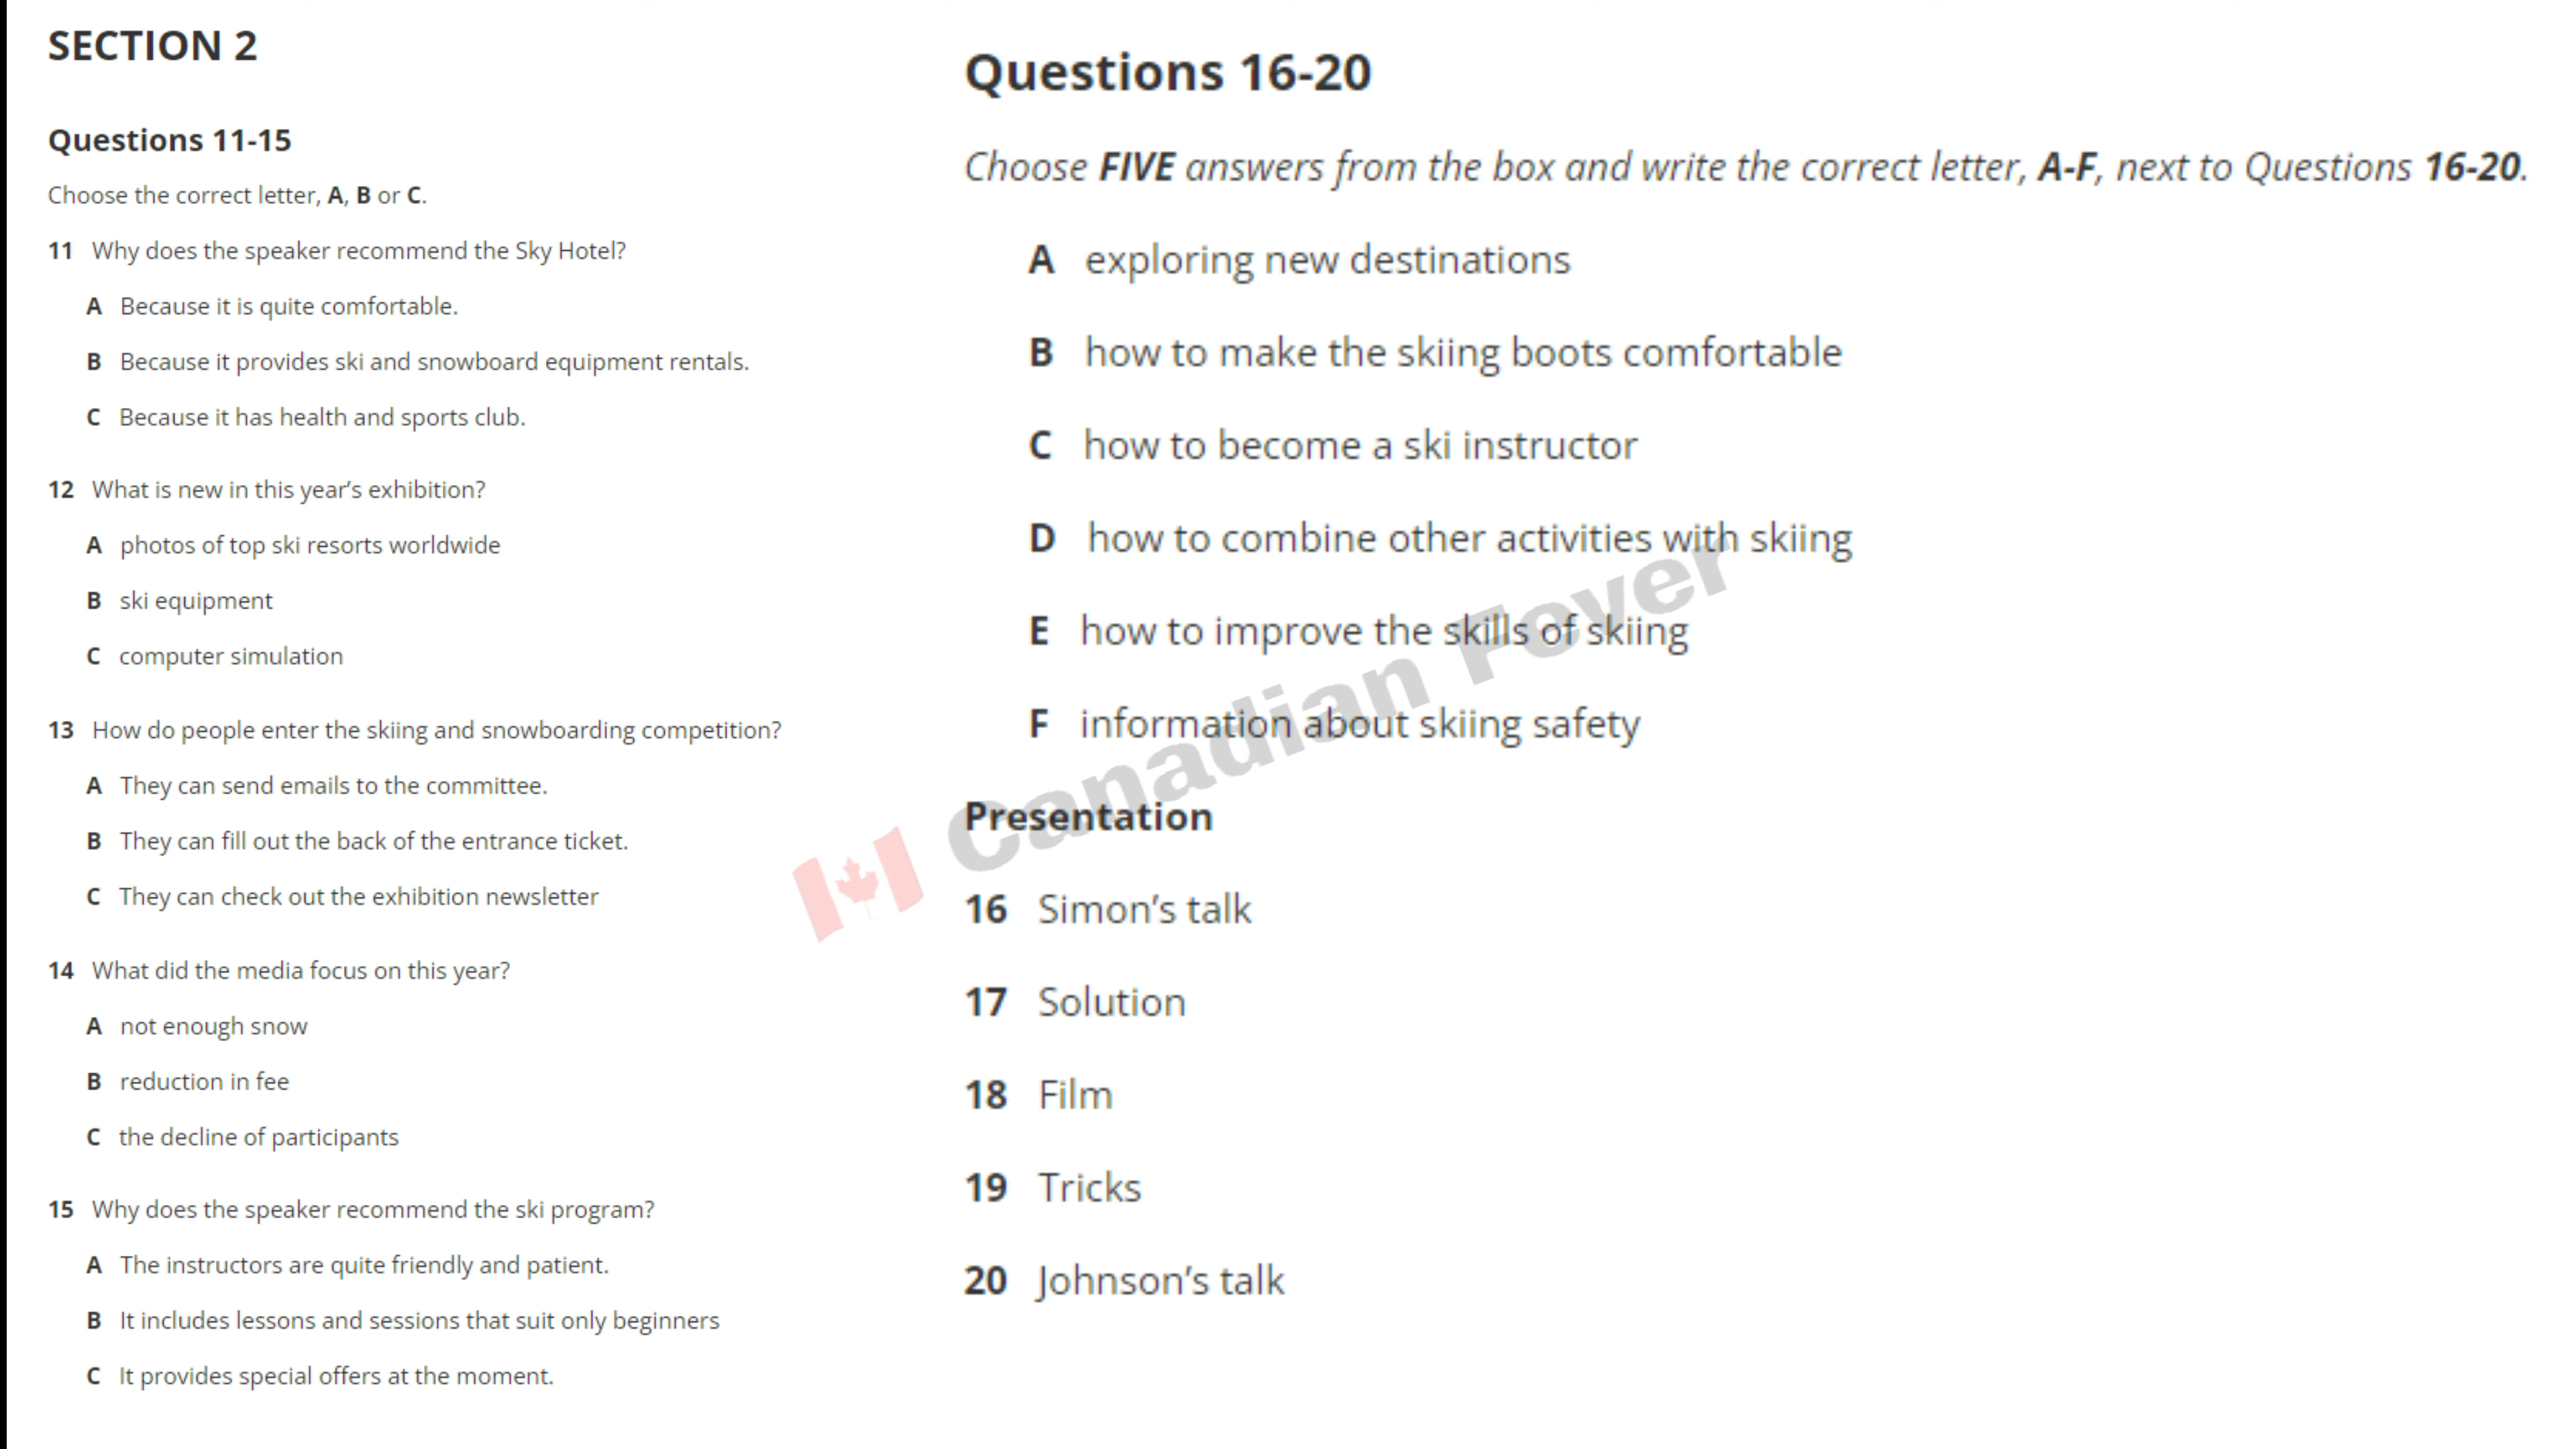 SECTION 2
Questions 11-15
Choose the correct letter, A, B or C.
11 Why does the speaker recommend the Sky Hotel?
A Because it is quite comfortable.
B Because it provides ski and snowboard equipment rentals.
C Because it has health and sports club.
12 What is new in this year’s exhibition?
A photos of top ski resorts worldwide
B ski equipment
C computer simulation
13 How do people enter the skiing and snowboarding competition?
A They can send emails to the committee.
B They can fill out the back of the entrance ticket.
C They can check out the exhibition newsletter
14 What did the media focus on this year?
A not enough snow
B reduction in fee
C the decline of participants
15 Why does the speaker recommend the ski program?
A The instructors are quite friendly and patient.
B It includes lessons and sessions that suit only beginners
C It provides special offers at the moment.
Questions 16-20
Choose FIVE answers from the box and write the correct letter, A-F, next to Questions 16-20.
A exploring new destinations
B how to make the skiing boots comfortable
C how to become a ski instructor
D how to combine other activities with skiing
E how to improve the skills of skiing
F information about skiing safety
Presentation
16 Simon’s talk
17 Solution
18 Film
19 Tricks
20 Johnson’s talk
Canadian Fever